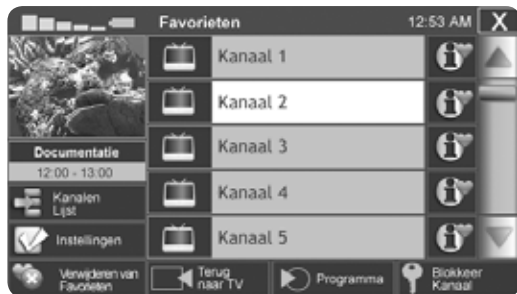 Favorieten 12:53 AM X
Kanaal 1
Kanaal 2
Kanaal 3
Kanaal 4
Kanaal 5
Documentatie
12:00 - 13:00
Kanalen
Lijst
Instellingen
Verwijderen van
Favorieten
Terug
naar TV
Programma
Blokkeer
Kanaal